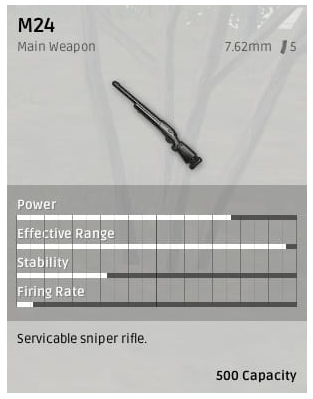 M24
Main Weapon 7.62mm 5
Power
Effective Range
Stability
Firing Rate
Servicable sniper rifle.
500 Capacity